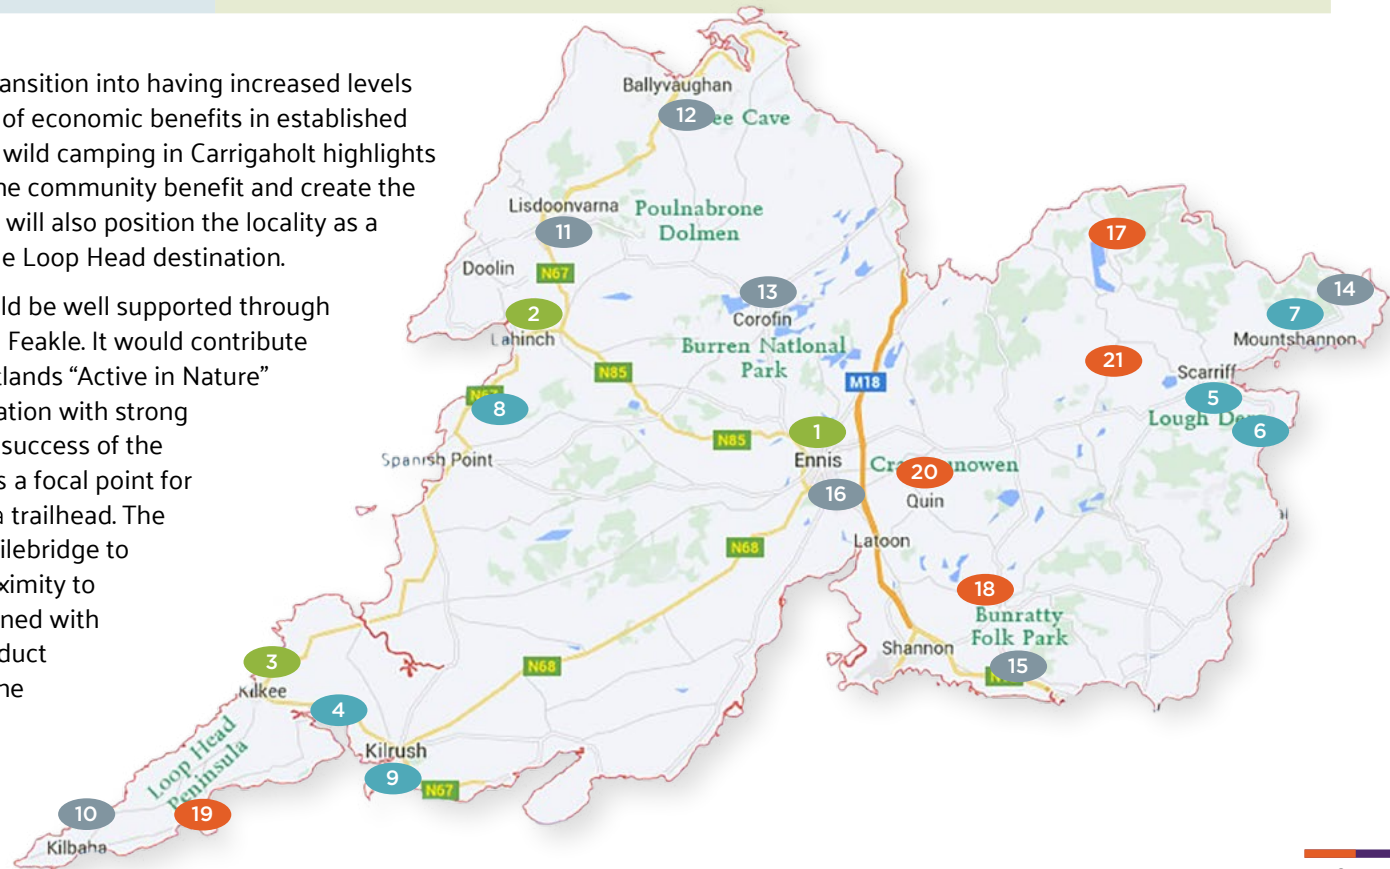 ansition into having increased levels
of economic benefits in established
wild camping in Carrigaholt highlights
ne community benefit and create the
will also position the locality as a
e Loop Head destination.
ld be well supported through
Feakle. It would contribute
klands “Active in Nature”
ation with strong
success of the
s a focal point for
a trailhead. The
ilebridge to
ximity to
ned with
duct
ne
Ballyvaughan
12
ee Cave
Lisdoonvarna
Poulnabrone
Dolmen
11
17
Doolin
N67
13
14
2
Corofin
7
Lahinch
Burren National
Park
Mountshannon
N85
M18
21
Scarriff
N67
8
5
Lough De
6
1
N85
Spanish Point
Ennis
20
unowen
16
Quin
N68
Latoon
18
Bunratty
Folk Park
Shannon
15
3
N68
Kilkee
4
Loop Head
Peninsula
Kilrush
9
N67
10
19
Kilbaha